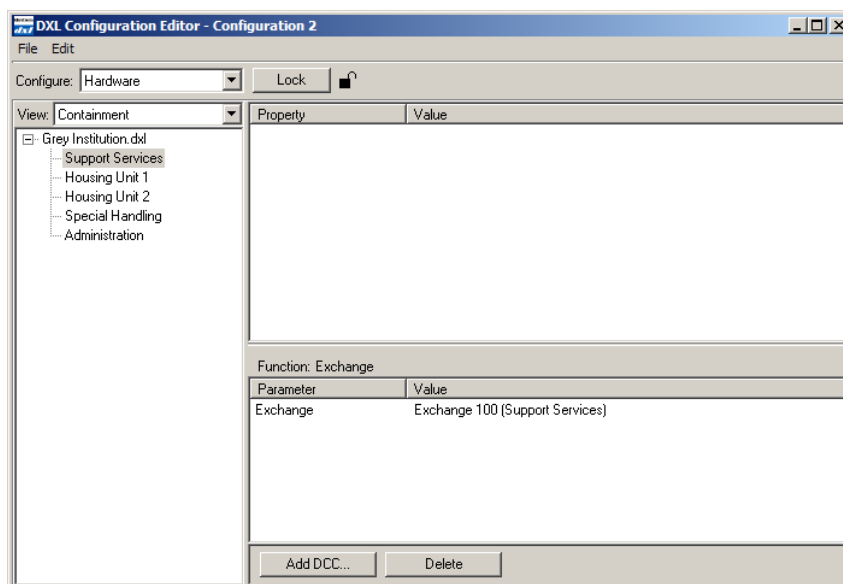 DXL Configuration Editor - Configuration 2
File Edit
Configure: Hardware Lock
View: Containment
Grey Institution.dxl
Support Services
Housing Unit 1
Housing Unit 2
Special Handling
Administration
Property Value
Function: Exchange
Parameter Value
Exchange Exchange 100 (Support Services)
Add DCC... Delete